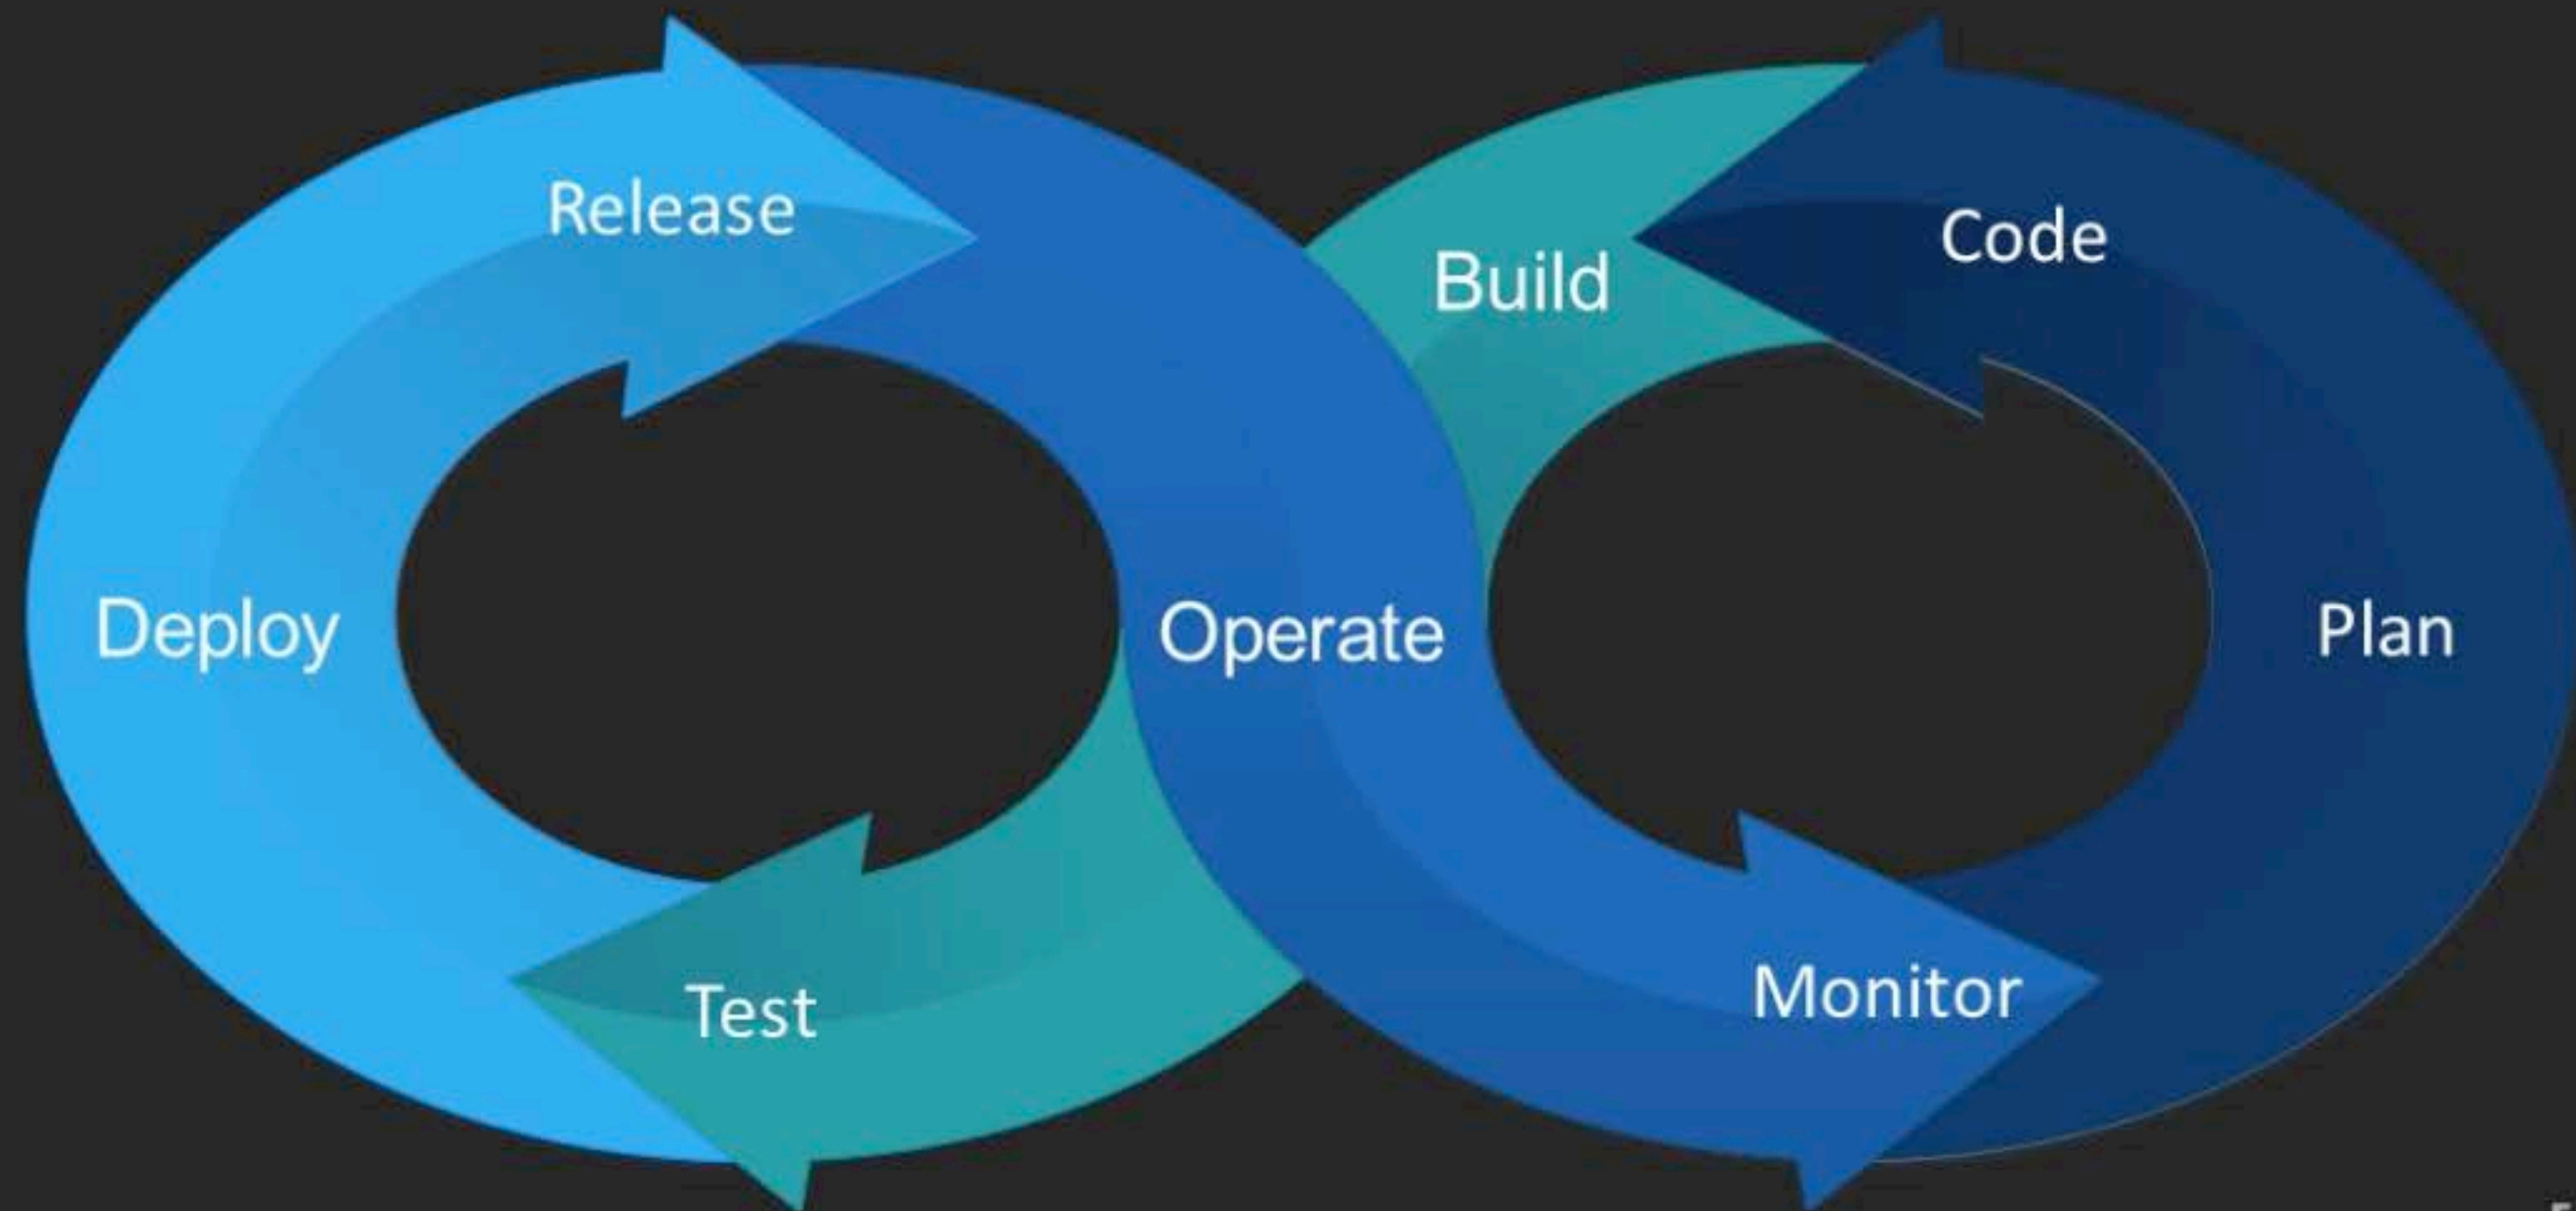 Release
Code
Build
Deploy
Operate
Plan
Monitor
Test